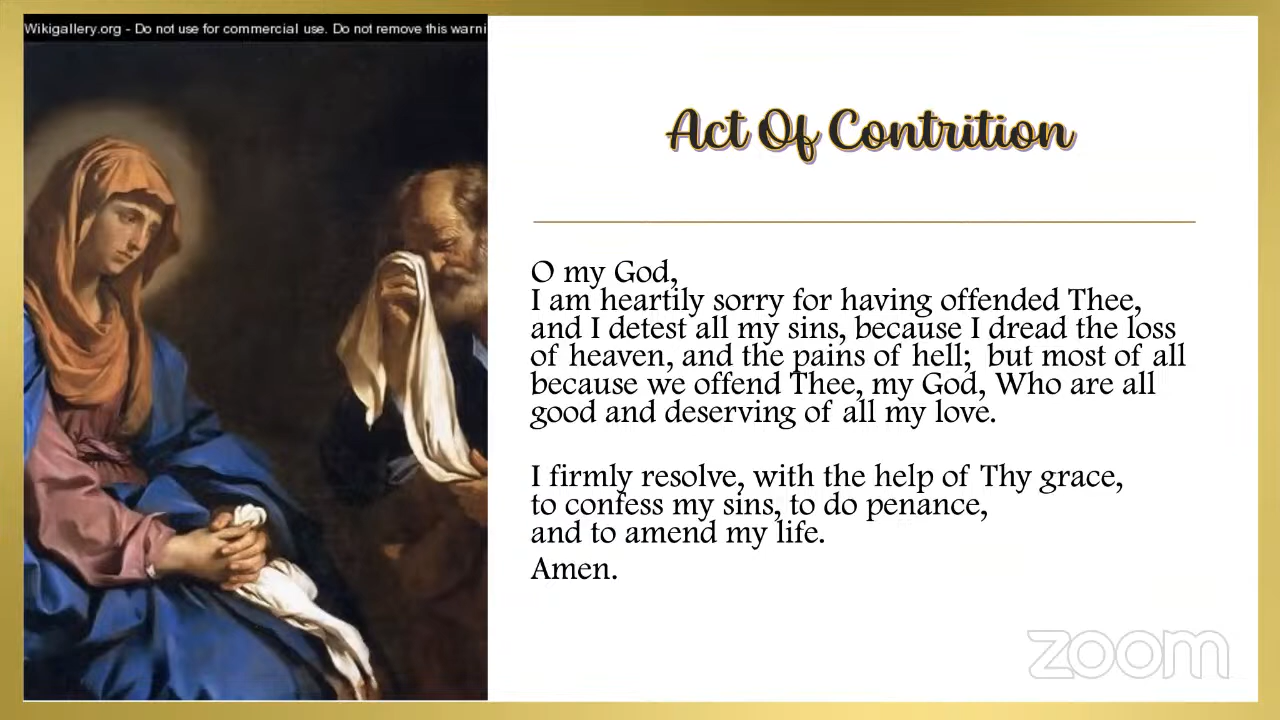 Wikigallery.org - Do not use for commercial use. Do not remove this warni
Act Of Contrition
O my God,
I am heartily sorry for having offended Thee,
and I detest all my sins, because I dread the loss
of heaven, and the pains of hell;  but most of all
because we offend Thee, my God, Who are all
good and deserving of all my love.
I firmly resolve, with the help of Thy grace,
to confess my sins, to do penance,
and to amend my life.
Amen.
zoom